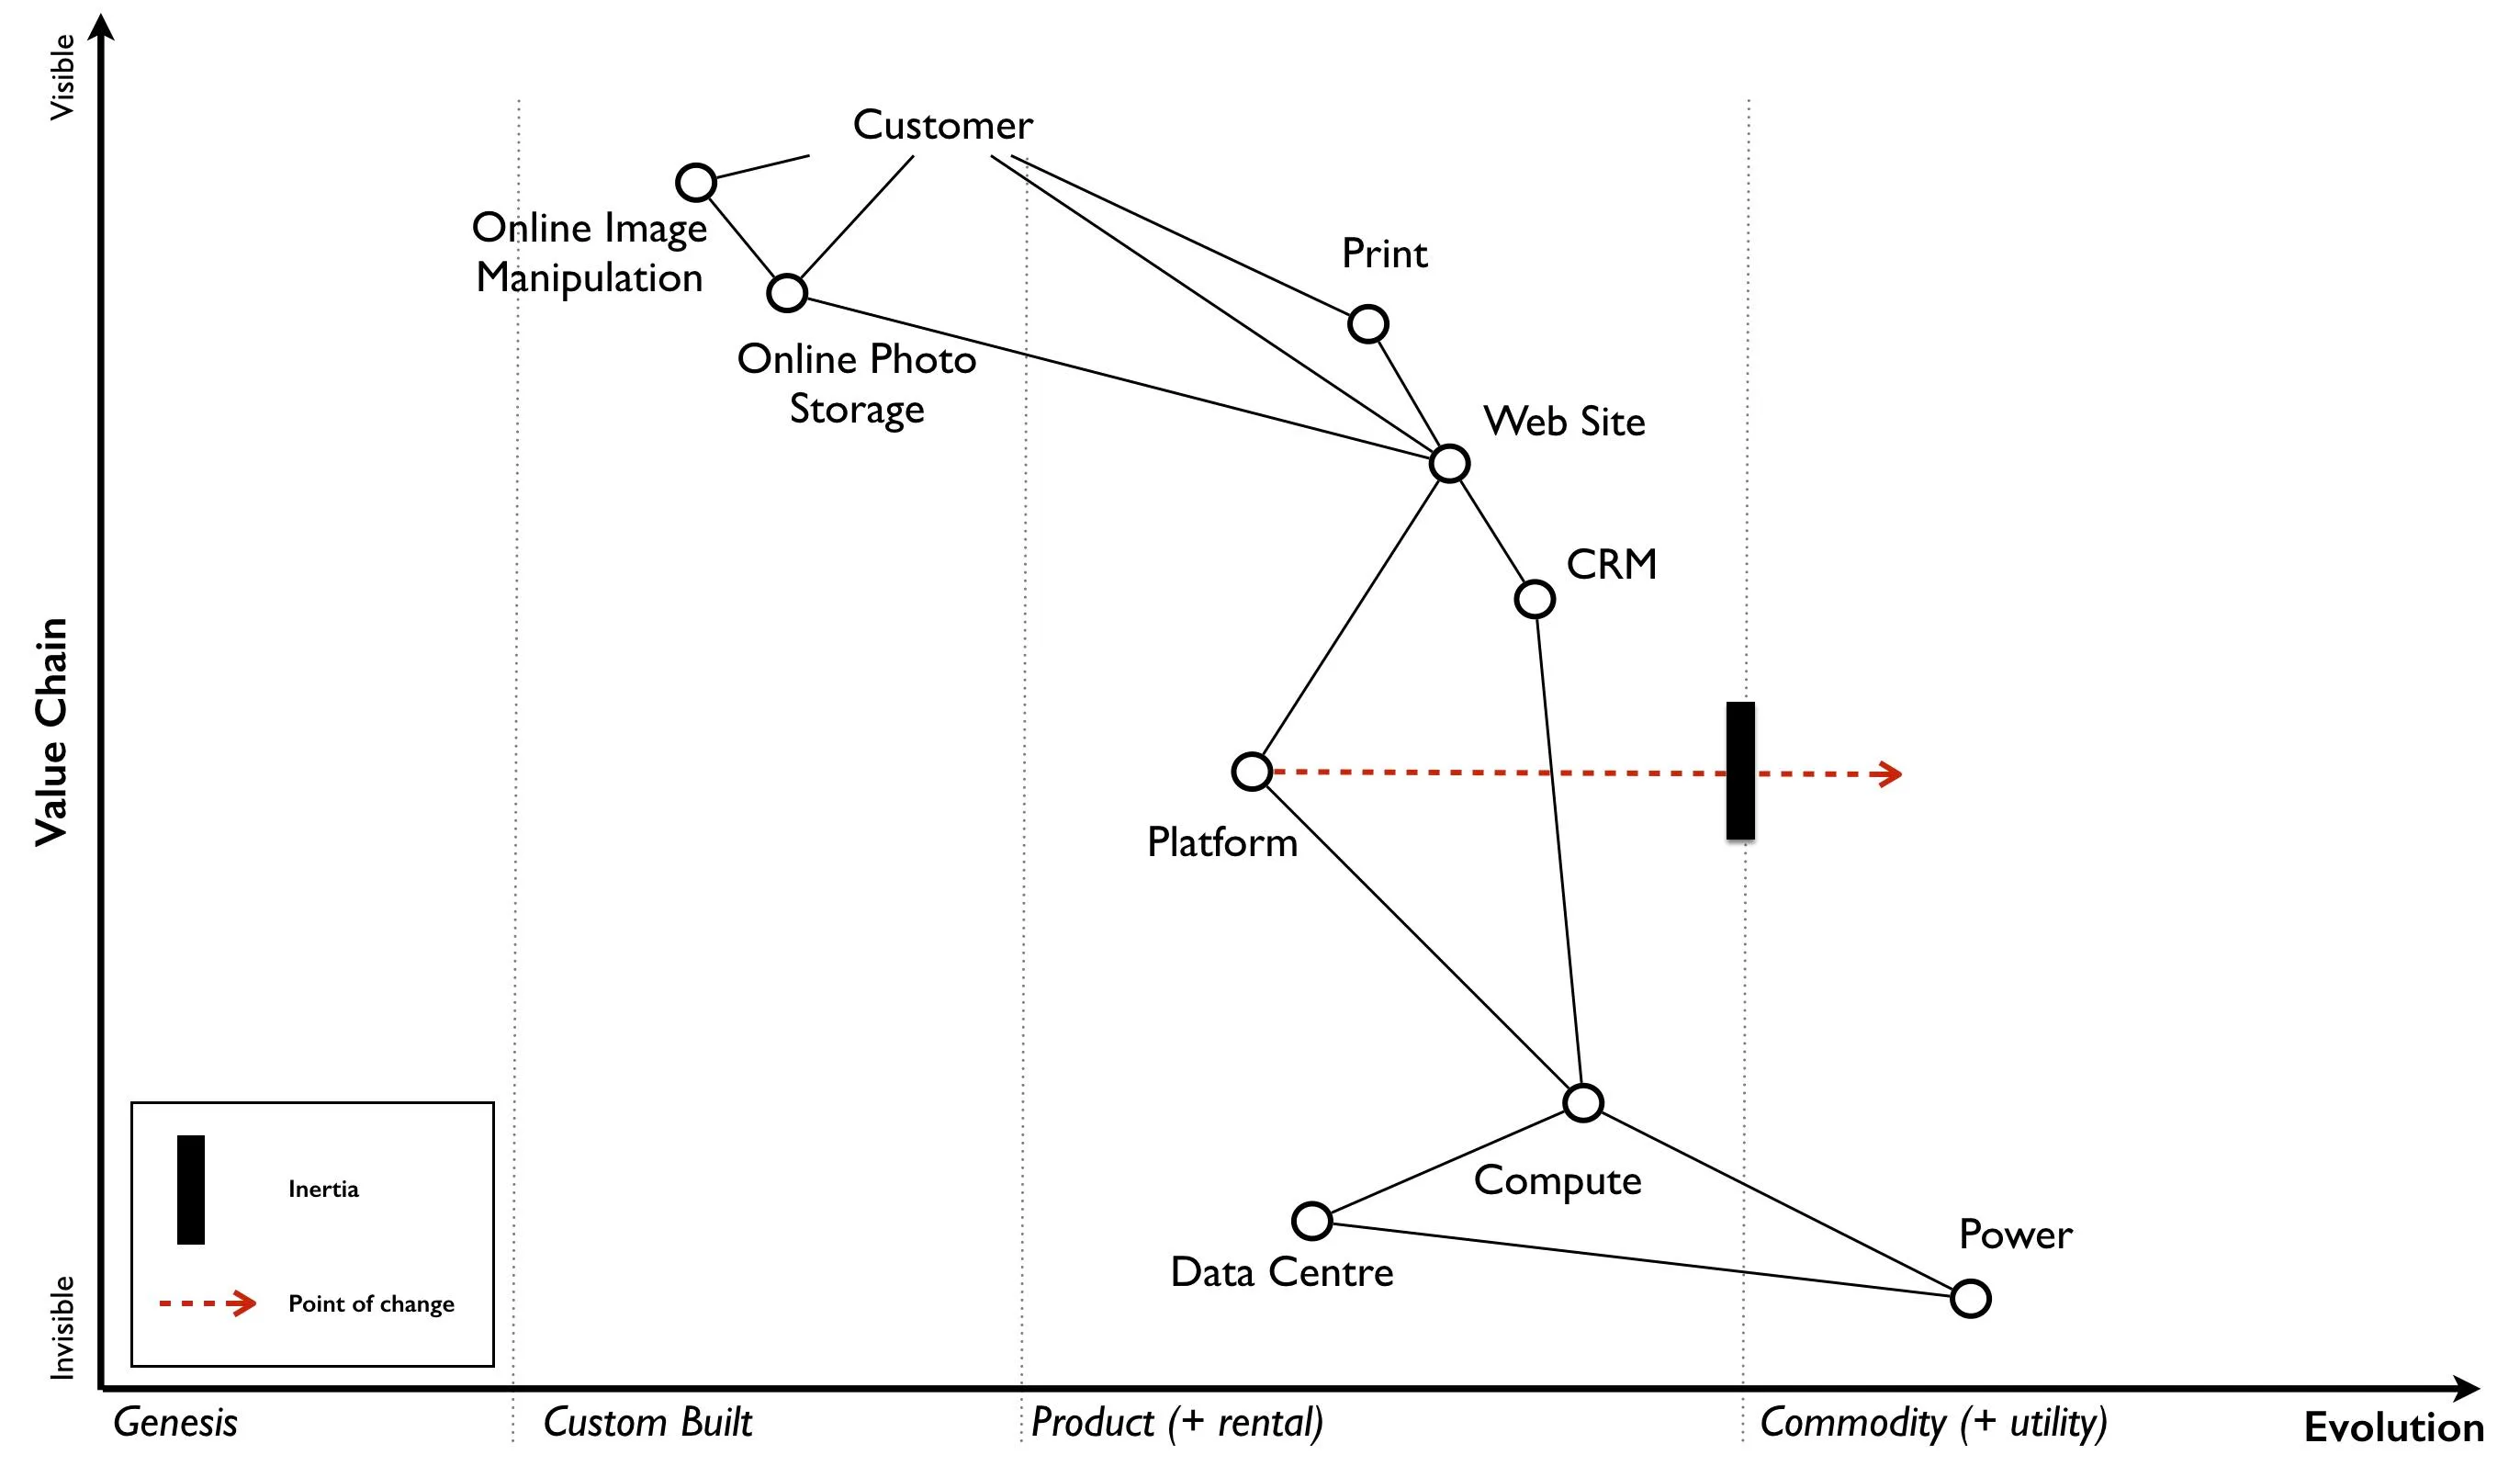 Visible
Customer
Online Image
Manipulation
Print
Online Photo
Storage
Web Site
CRM
Value Chain
Platform
Compute
Inertia
Power
Data Centre
Point of change
Invisible
Genesis
Custom Built
Product (+ rental)
Commodity (+ utility)
Evolution